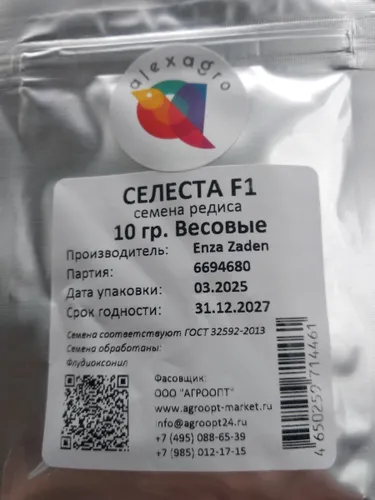 alexagro
СЕЛЕСТА F1
семена редиса
10 гр. Весовые
Производитель: Enza Zaden
Партия: 6694680
Дата упаковки: 03.2025
Срок годности: 31.12.2027
Семена соответствуют ГОСТ 32592-2013
Семена обработаны:
Флудиоксонил
Фасовщик:
ООО "АГРООПТ"
www.agroopt-market.ru
info@agroopt24.ru
+7 (495) 088-65-39
+7 (985) 012-17-15
4650259714461